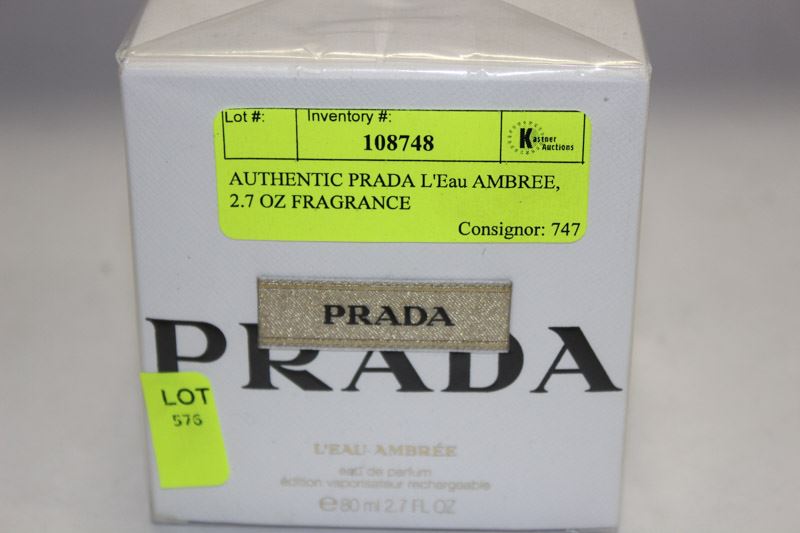 Lot #:
Inventory #:
108748
Kastner
Auctions
AUTHENTIC PRADA L'Eau AMBREE,
2.7 OZ FRAGRANCE
Consignor: 747
PRADA
PRADA
LOT
576
L'EAU AMBRÉE
eau de parfum
édition vaporisateur rechargeable
℮80 ml 2.7 FL OZ